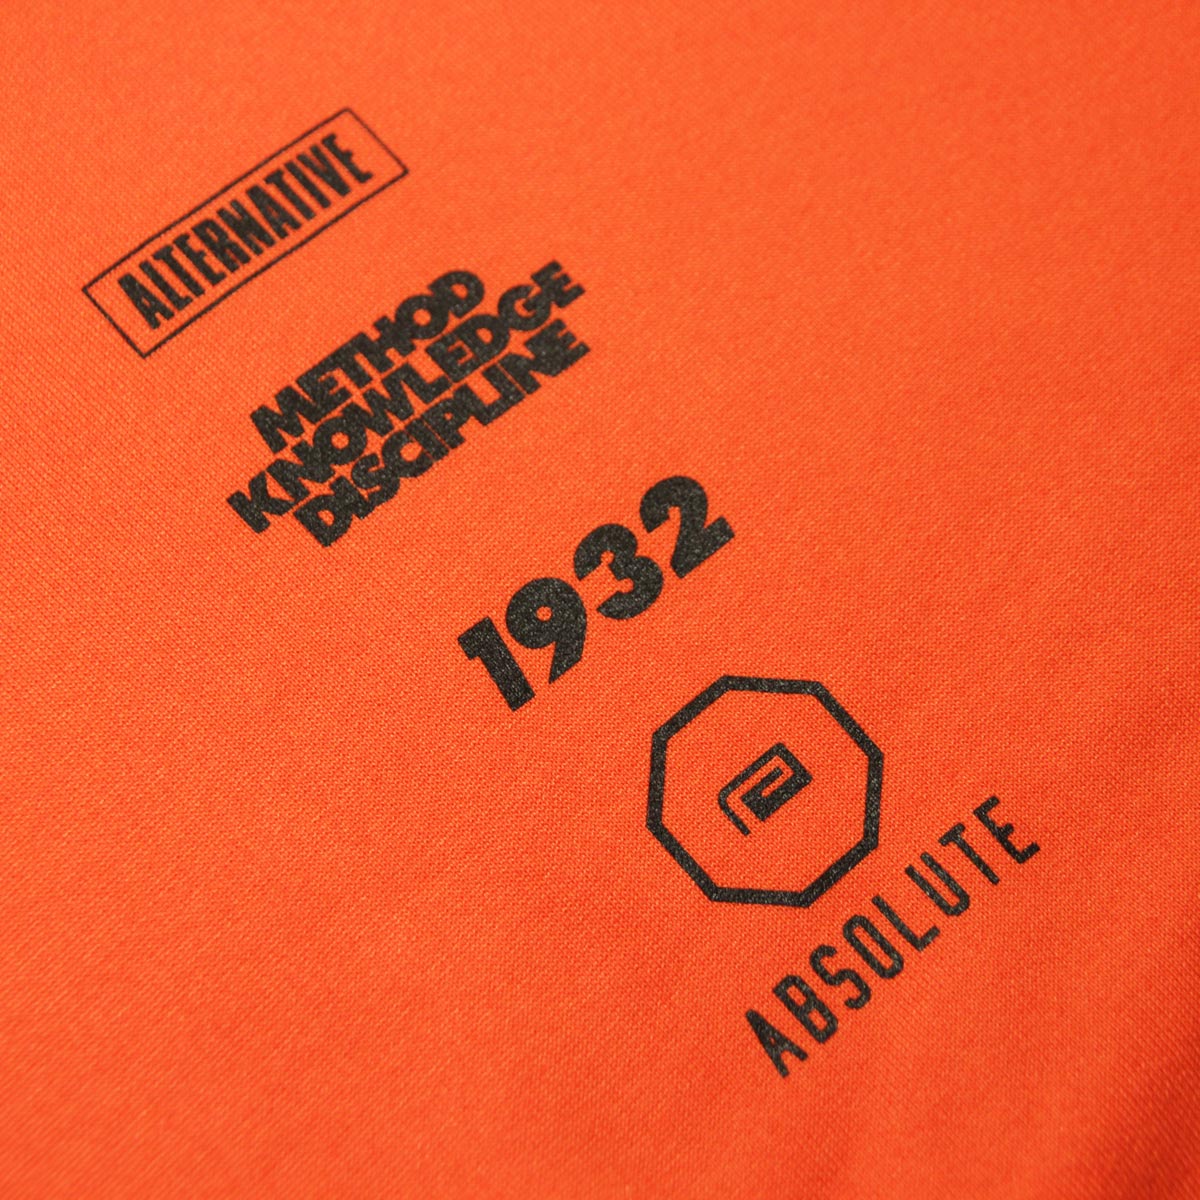 ALTERNATIVE
METHOD
KNOWLEDGE
DISCIPLINE
1932
ABSOLUTE